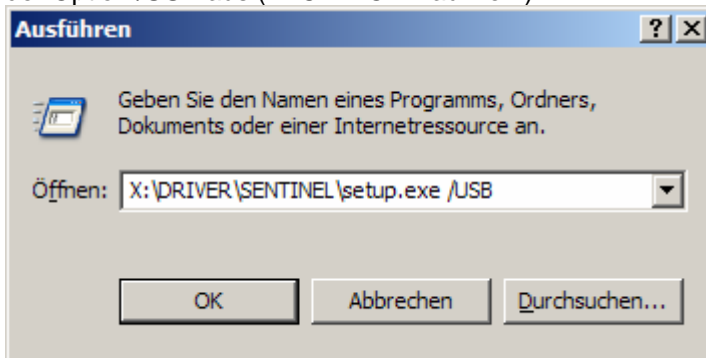 Ausführen
Geben Sie den Namen eines Programms, Ordners,
Dokuments oder einer Internetressource an.
Öffnen: X:\DRIVER\SENTINEL\setup.exe /USB
OK Abbrechen Durchsuchen...